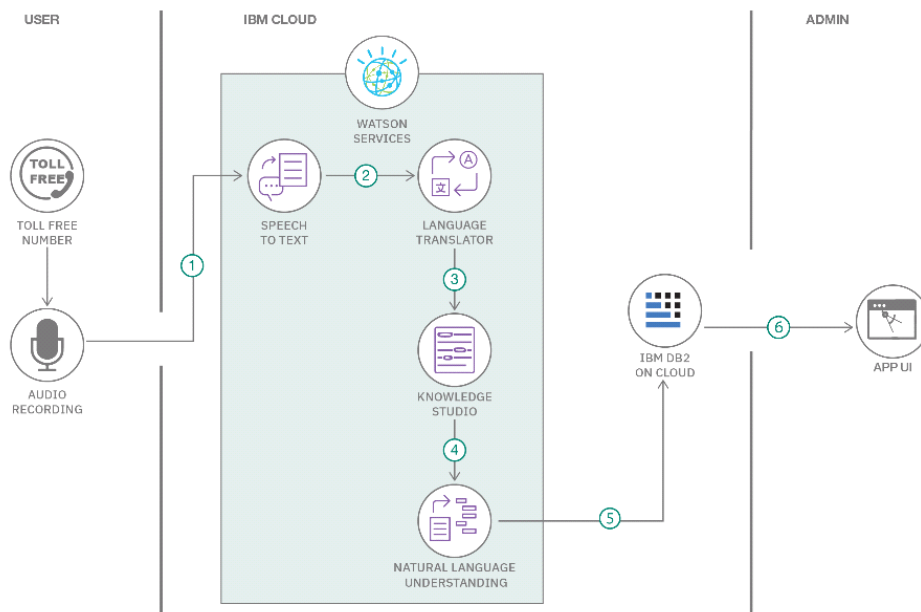 USER
IBM CLOUD
ADMIN
WATSON
SERVICES
TOLL
FREE
TOLL FREE
NUMBER
SPEECH
TO TEXT
2
A
文
LANGUAGE
TRANSLATOR
1
3
AUDIO
RECORDING
KNOWLEDGE
STUDIO
IBM DB2
ON CLOUD
6
APP UI
4
NATURAL LANGUAGE
UNDERSTANDING
5